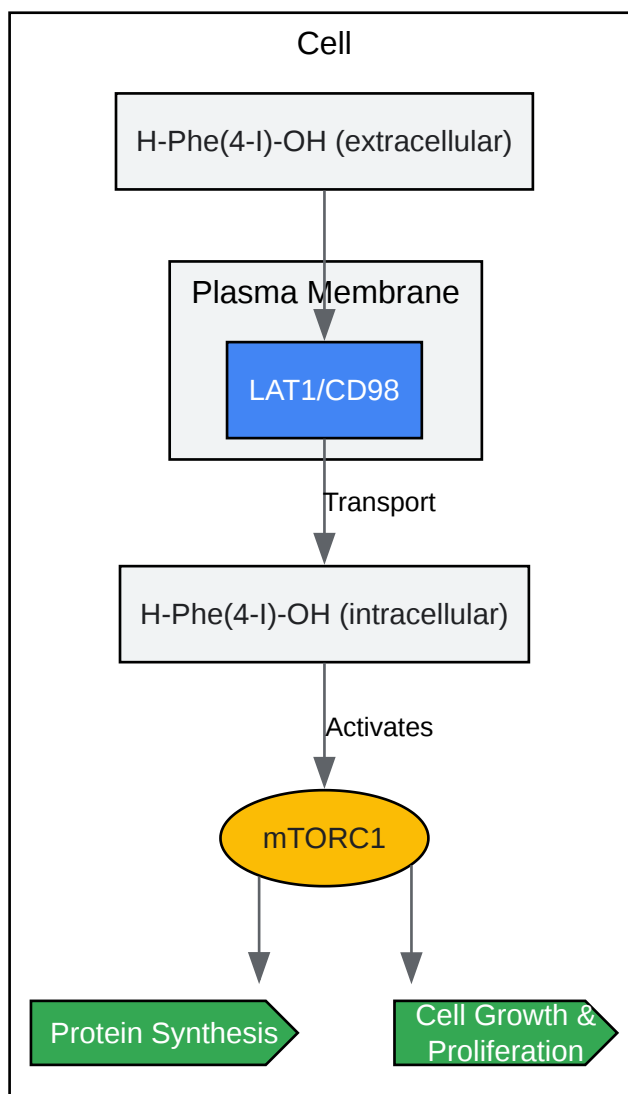 Cell
H-Phe(4-I)-OH (extracellular)
Plasma Membrane
LAT1/CD98
Transport
H-Phe(4-I)-OH (intracellular)
Activates
mTORC1
Protein Synthesis
Cell Growth &
Proliferation